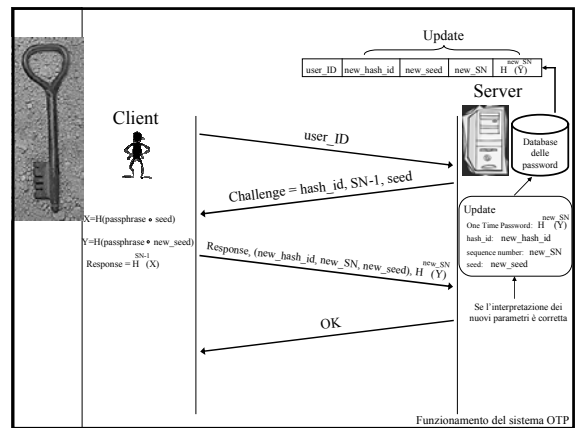 Update
user_ID new_hash_id new_seed new_SN H^new_SN (Y)
Server
Client
user_ID
Database
delle
password
Challenge = hash_id, SN-1, seed
X=H(passphrase ∘ seed)
Y=H(passphrase ∘ new_seed)
Response = H^SN-1 (X)
Response, (new_hash_id, new_SN, new_seed), H^new_SN (Y)
Update
One Time Password: H^new_SN (Y)
hash_id: new_hash_id
sequence number: new_SN
seed: new_seed
Se l'interpretazione dei
nuovi parametri è corretta
OK
Funzionamento del sistema OTP